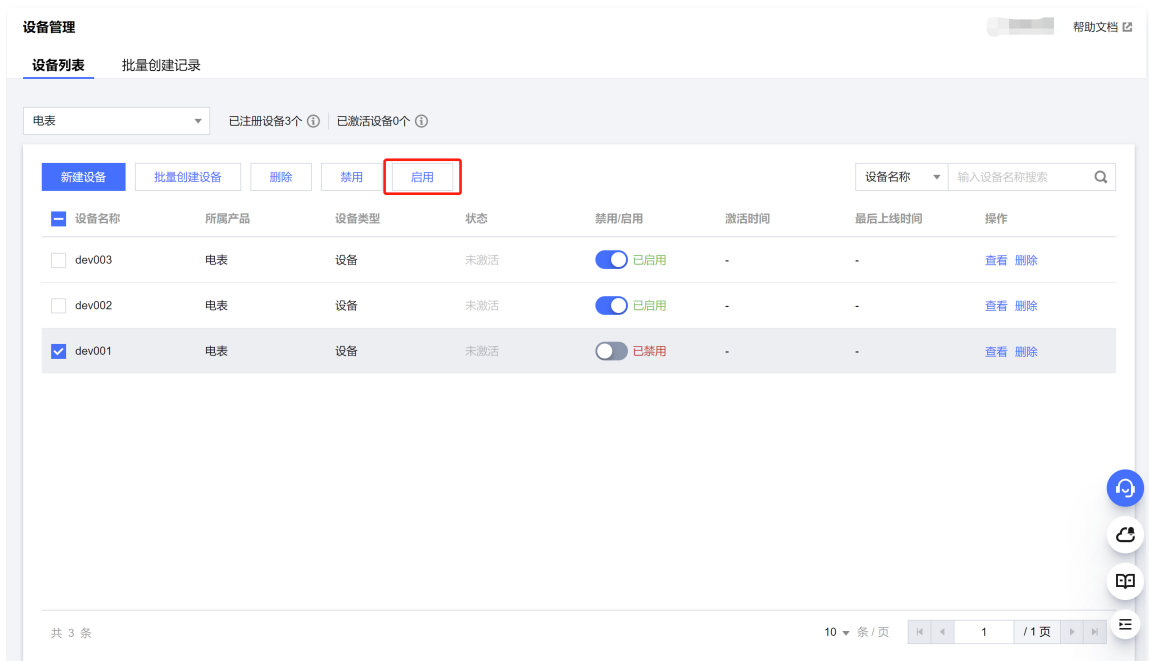 设备管理
帮助文档
设备列表 批量创建记录
电表 已注册设备3个 已激活设备0个
新建设备 批量创建设备 删除 禁用 启用 设备名称 输入设备名称搜索
设备名称 所属产品 设备类型 状态 禁用/启用 激活时间 最后上线时间 操作
dev003 电表 设备 未激活 已启用 - - 查看 删除
dev002 电表 设备 未激活 已启用 - - 查看 删除
dev001 电表 设备 未激活 已禁用 - - 查看 删除
共 3 条 10 条 / 页 1 / 1 页